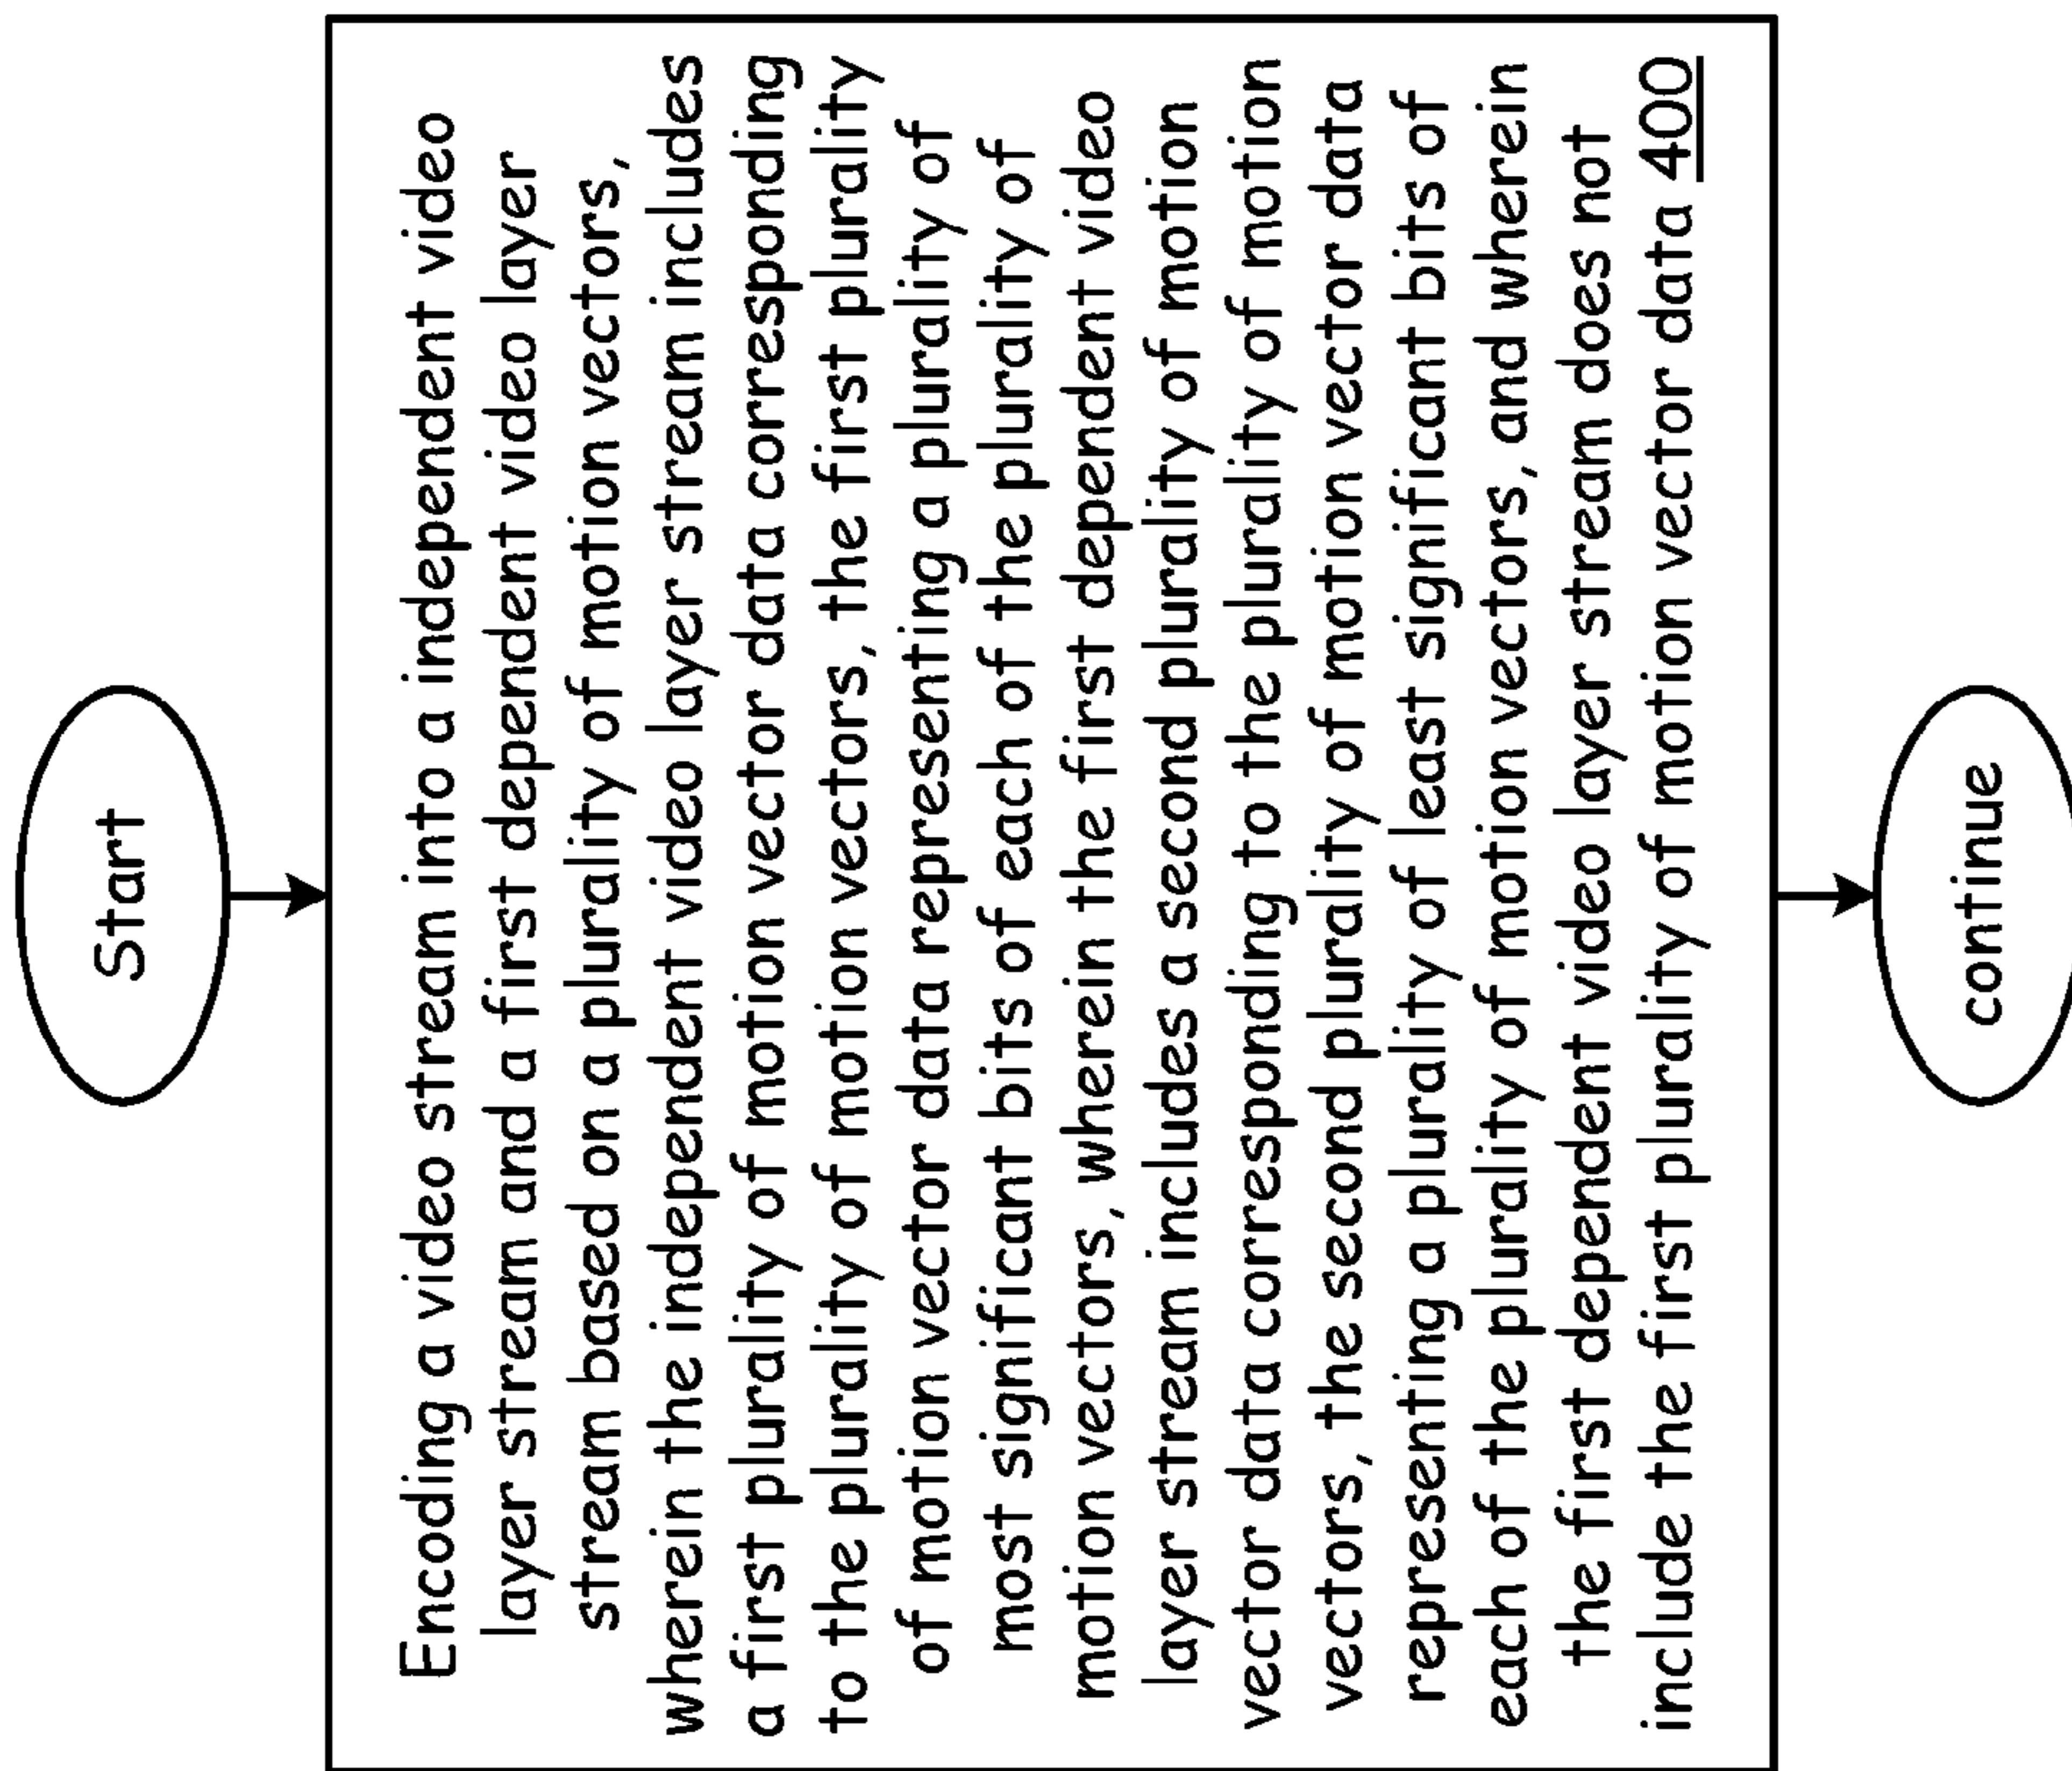 Start
Encoding a video stream into a independent video
layer stream and a first dependent video layer
stream based on a plurality of motion vectors,
wherein the independent video layer stream includes
a first plurality of motion vector data corresponding
to the plurality of motion vectors, the first plurality
of motion vector data representing a plurality of
most significant bits of each of the plurality of
motion vectors, wherein the first dependent video
layer stream includes a second plurality of motion
vector data corresponding to the plurality of motion
vectors, the second plurality of motion vector data
representing a plurality of least significant bits of
each of the plurality of motion vectors, and wherein
the first dependent video layer stream does not
include the first plurality of motion vector data 400
continue